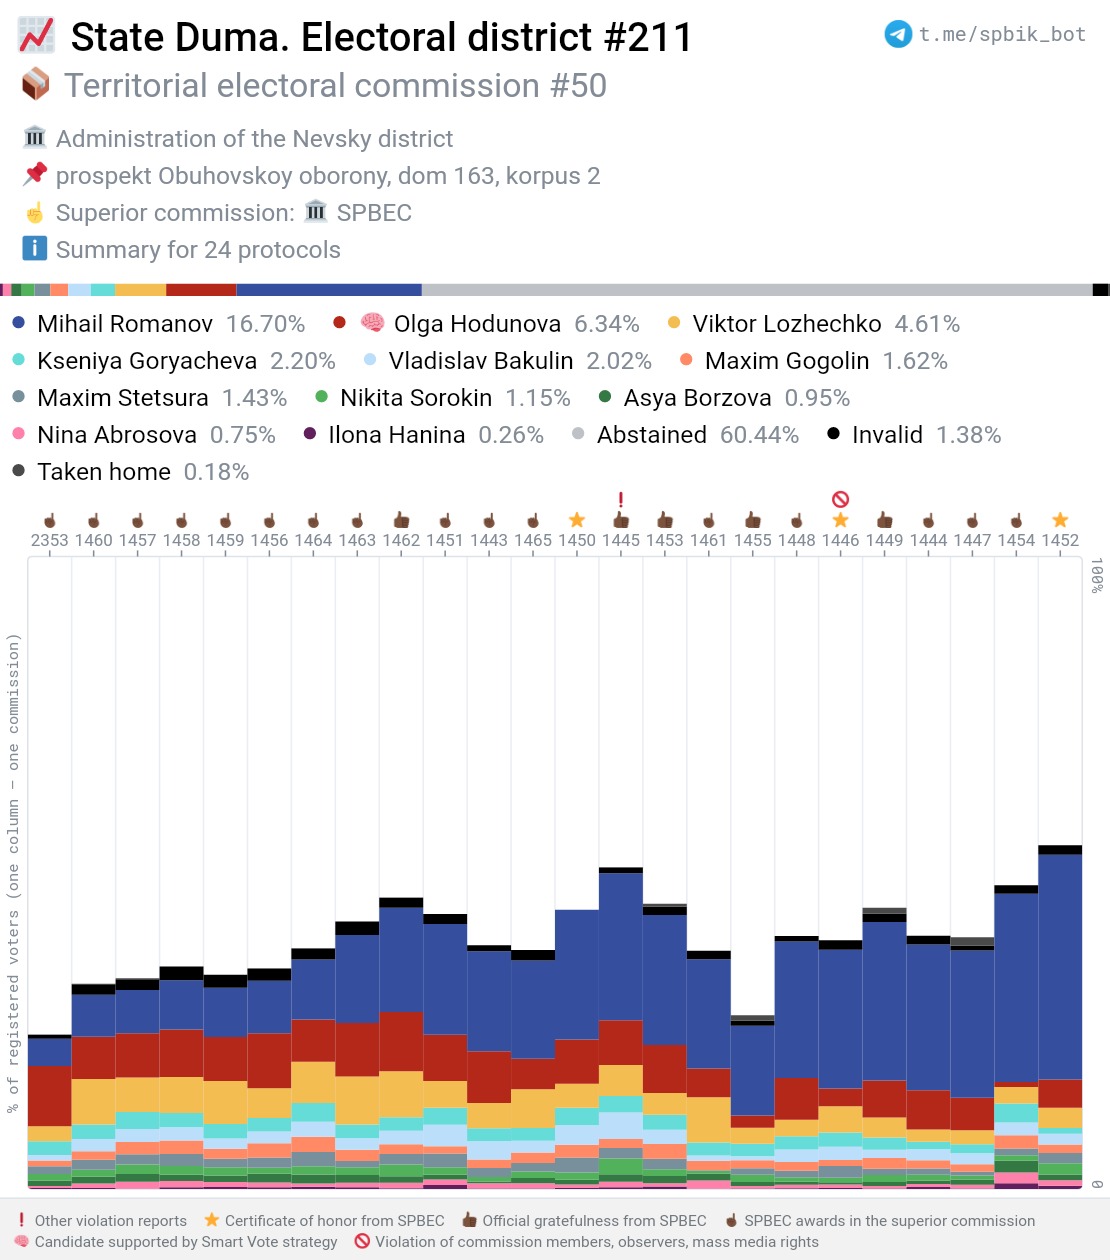 State Duma. Electoral district #211
t.me/spbik_bot
Territorial electoral commission #50
Administration of the Nevsky district
prospekt Obuhovskoy oborony, dom 163, korpus 2
Superior commission: SPBEC
Summary for 24 protocols
Mihail Romanov 16.70% Olga Hodunova 6.34% Viktor Lozhechko 4.61%
Kseniya Goryacheva 2.20% Vladislav Bakulin 2.02% Maxim Gogolin 1.62%
Maxim Stetsura 1.43% Nikita Sorokin 1.15% Asya Borzova 0.95%
Nina Abrosova 0.75% Ilona Hanina 0.26% Abstained 60.44% Invalid 1.38%
Taken home 0.18%
2353 1460 1457 1458 1459 1456 1464 1463 1462 1451 1443 1465 1450 1445 1453 1461 1455 1448 1446 1449 1444 1447 1454 1452
100%
% of registered voters (one column – one commission)
0
Other violation reports Certificate of honor from SPBEC Official gratefulness from SPBEC SPBEC awards in the superior commission
Candidate supported by Smart Vote strategy Violation of commission members, observers, mass media rights